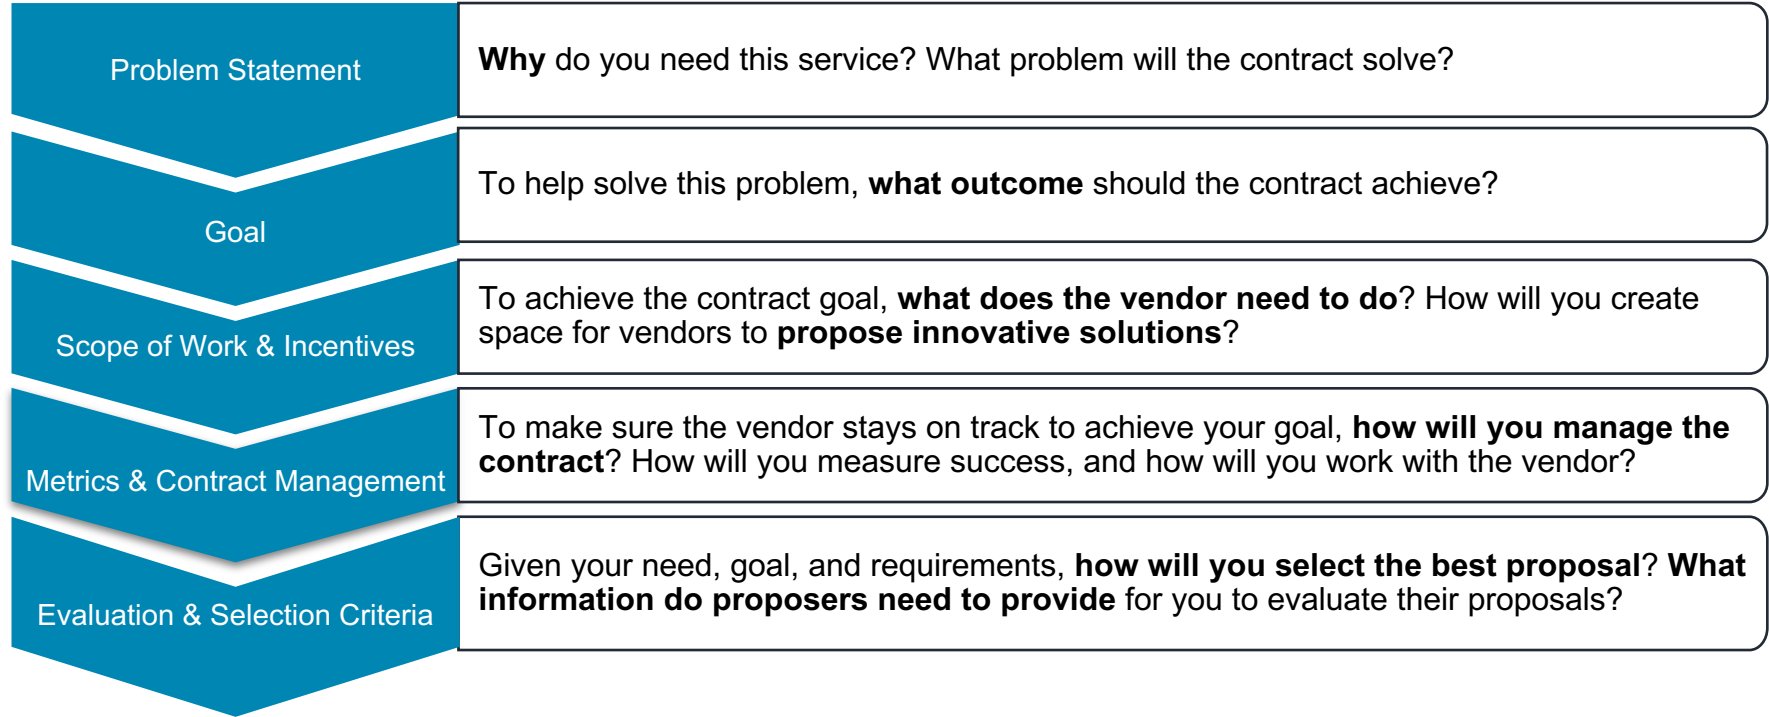 Problem Statement
Why do you need this service? What problem will the contract solve?
Goal
To help solve this problem, what outcome should the contract achieve?
Scope of Work & Incentives
To achieve the contract goal, what does the vendor need to do? How will you create
space for vendors to propose innovative solutions?
Metrics & Contract Management
To make sure the vendor stays on track to achieve your goal, how will you manage the
contract? How will you measure success, and how will you work with the vendor?
Evaluation & Selection Criteria
Given your need, goal, and requirements, how will you select the best proposal? What
information do proposers need to provide for you to evaluate their proposals?